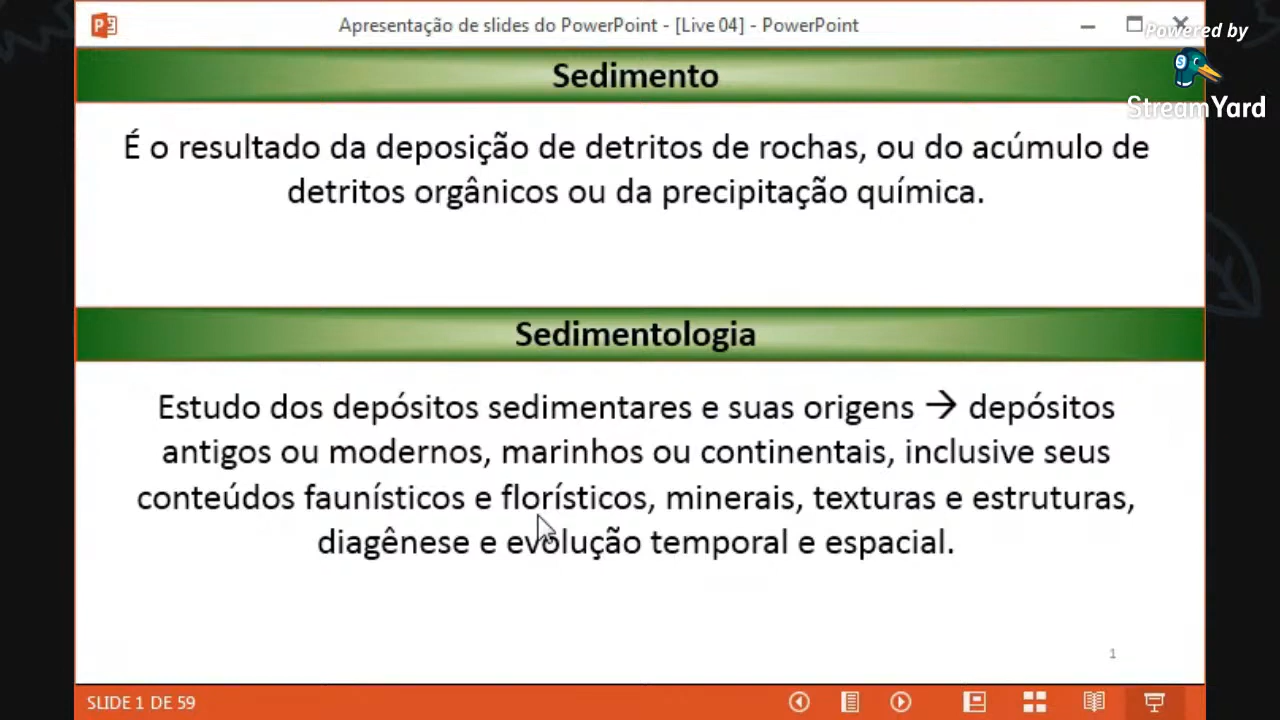 Apresentação de slides do PowerPoint - [Live 04] - PowerPoint
Powered by
StreamYard
Sedimento
É o resultado da deposição de detritos de rochas, ou do acúmulo de
detritos orgânicos ou da precipitação química.
Sedimentologia
Estudo dos depósitos sedimentares e suas origens → depósitos
antigos ou modernos, marinhos ou continentais, inclusive seus
conteúdos faunísticos e florísticos, minerais, texturas e estruturas,
diagênese e evolução temporal e espacial.
1
SLIDE 1 DE 59